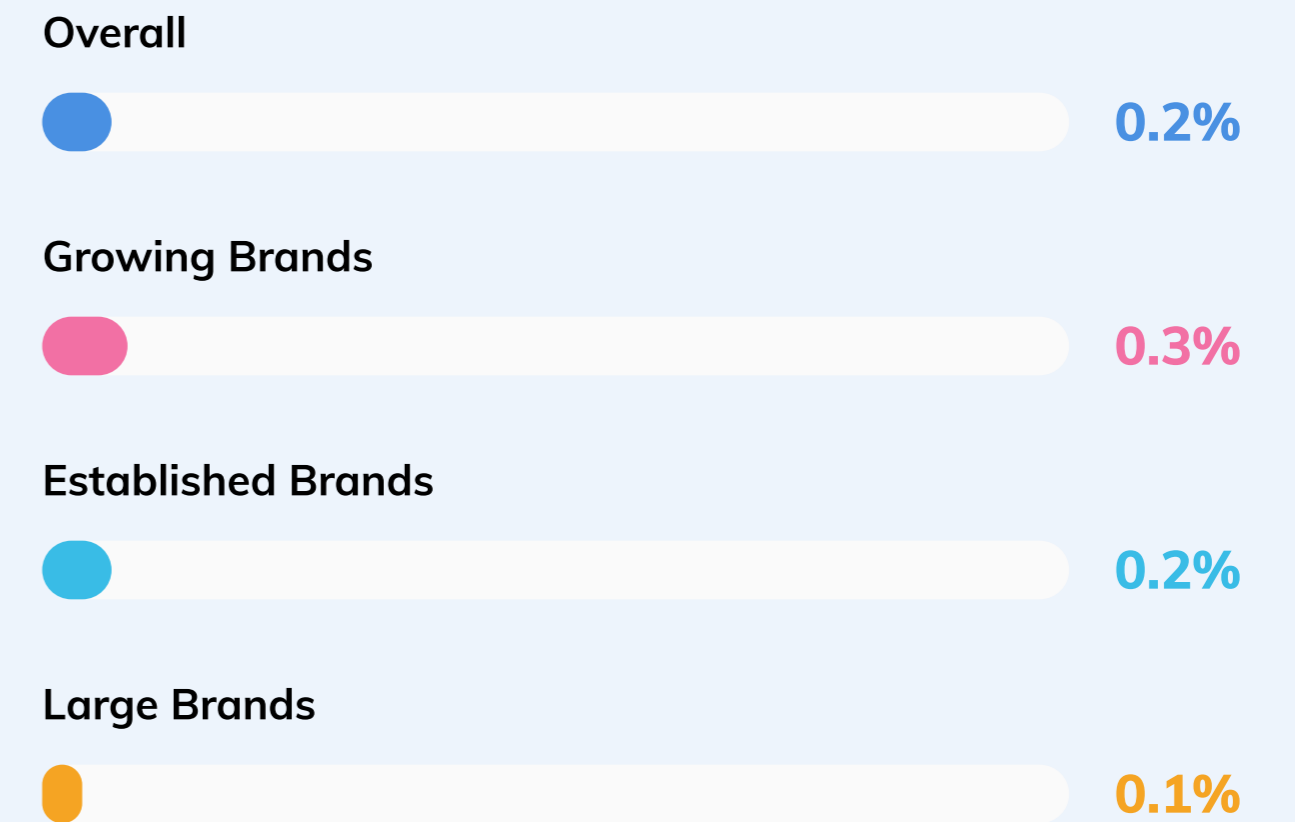 Overall
0.2%
Growing Brands
0.3%
Established Brands
0.2%
Large Brands
0.1%